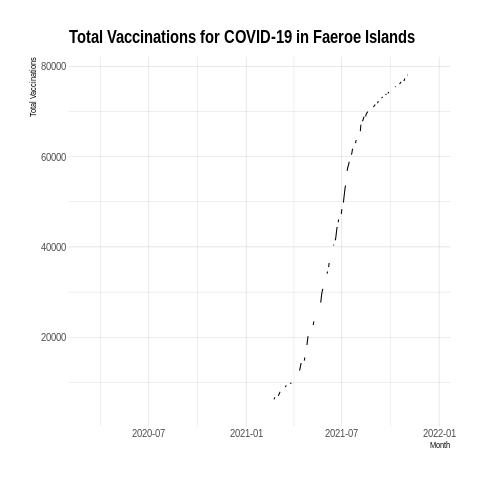 Total Vaccinations for COVID-19 in Faeroe Islands
Total Vaccinations
80000
60000
40000
20000
2020-07 2021-01 2021-07 2022-01
Month